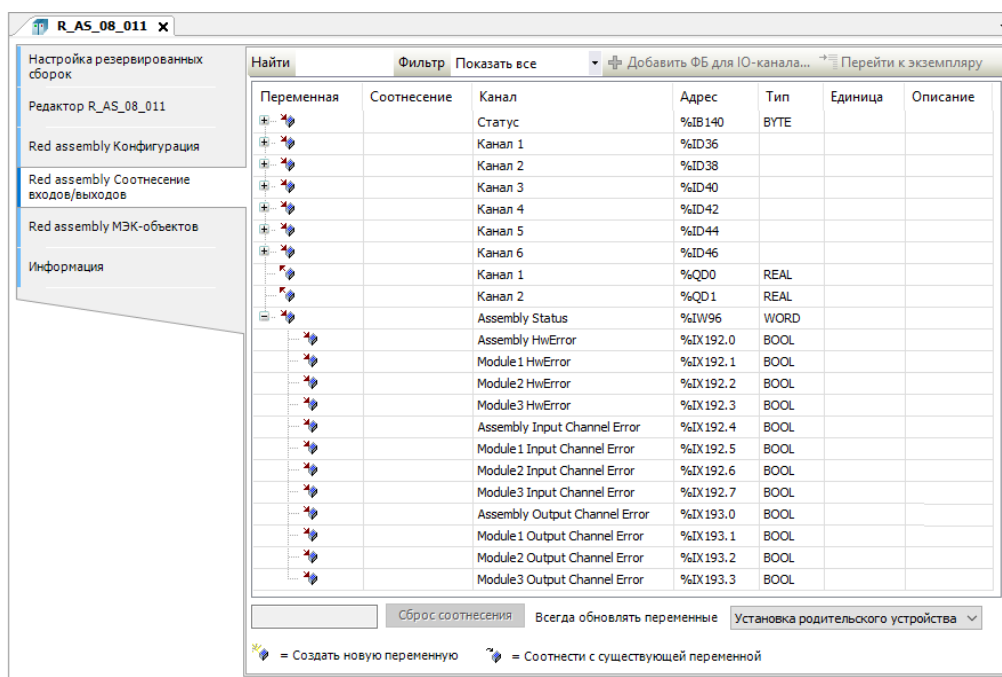 R_AS_08_011 X
Настройка резервированных
сборок
Редактор R_AS_08_011
Red assembly Конфигурация
Red assembly Соотнесение
входов/выходов
Red assembly МЭК-объектов
Информация
Найти Фильтр Показать все Добавить ФБ для IO-канала... Перейти к экземпляру
Переменная Соотнесение Канал Адрес Тип Единица Описание
Статус %IB140 BYTE
Канал 1 %ID36
Канал 2 %ID38
Канал 3 %ID40
Канал 4 %ID42
Канал 5 %ID44
Канал 6 %ID46
Канал 1 %QD0 REAL
Канал 2 %QD1 REAL
Assembly Status %IW96 WORD
Assembly HwError %IX192.0 BOOL
Module1 HwError %IX192.1 BOOL
Module2 HwError %IX192.2 BOOL
Module3 HwError %IX192.3 BOOL
Assembly Input Channel Error %IX192.4 BOOL
Module1 Input Channel Error %IX192.5 BOOL
Module2 Input Channel Error %IX192.6 BOOL
Module3 Input Channel Error %IX192.7 BOOL
Assembly Output Channel Error %IX193.0 BOOL
Module1 Output Channel Error %IX193.1 BOOL
Module2 Output Channel Error %IX193.2 BOOL
Module3 Output Channel Error %IX193.3 BOOL
Сброс соотнесения Всегда обновлять переменные Установка родительского устройства
= Создать новую переменную = Соотнести с существующей переменной